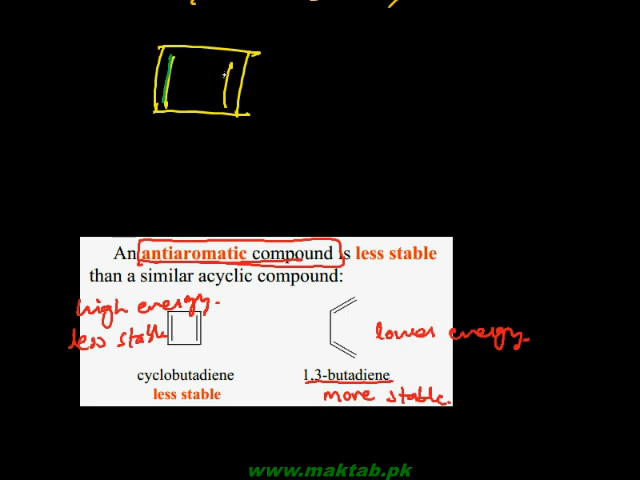 An antiaromatic compound is less stable
than a similar acyclic compound:
high energy.
less stable
lower energy.
cyclobutadiene
1,3-butadiene
less stable
more stable.
www.maktab.pk